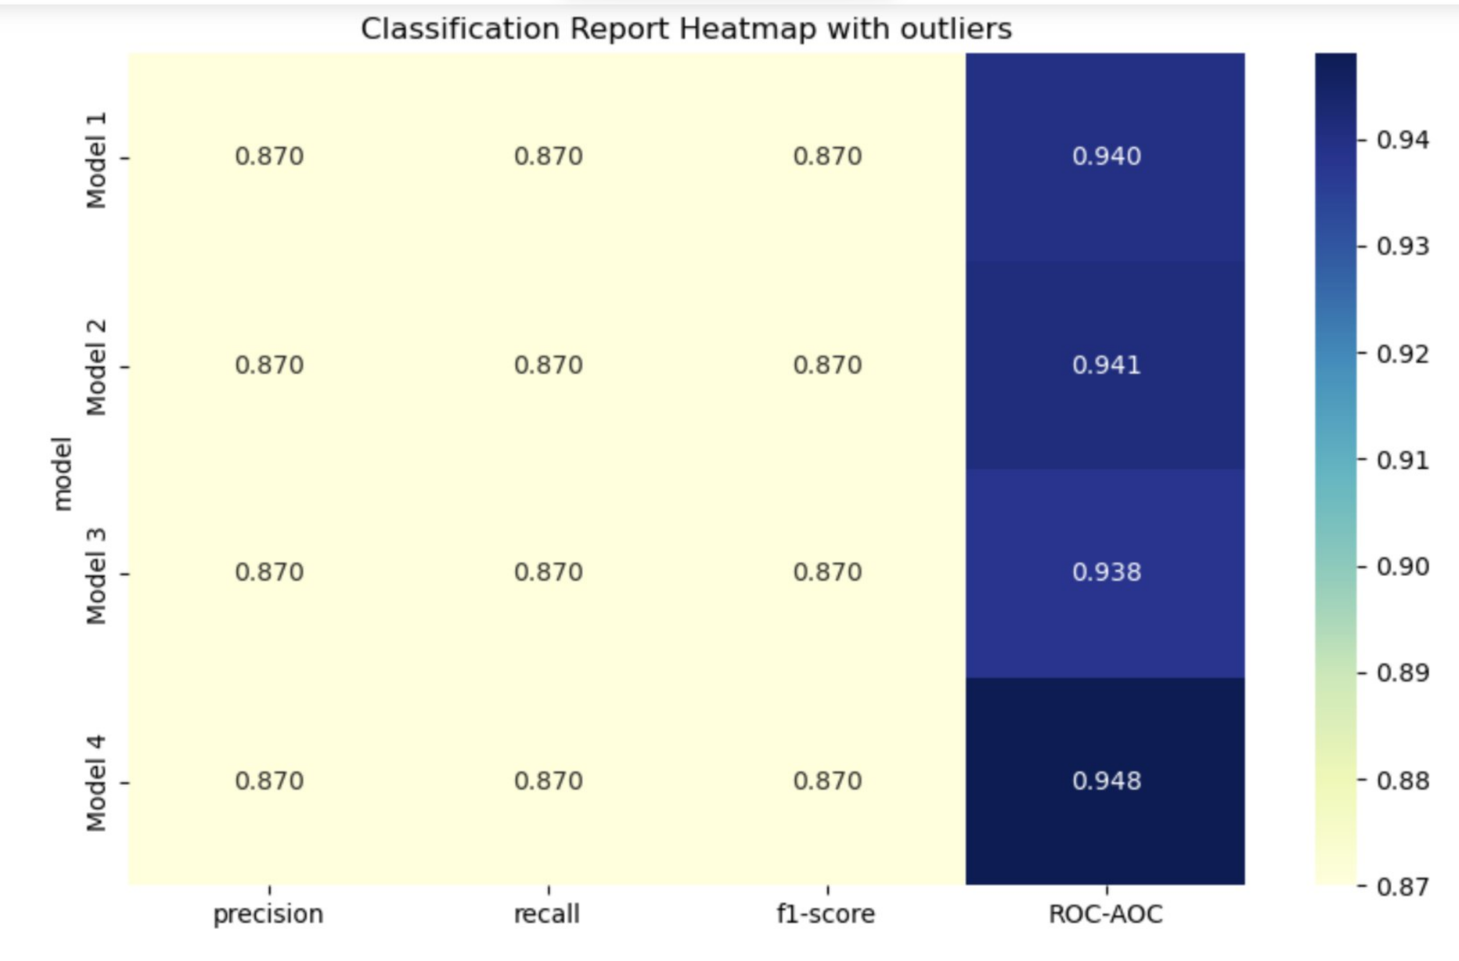 Classification Report Heatmap with outliers
Model 1
0.870 0.870 0.870 0.940
Model 2
0.870 0.870 0.870 0.941
model
Model 3
0.870 0.870 0.870 0.938
Model 4
0.870 0.870 0.870 0.948
precision recall f1-score ROC-AOC
0.94
0.93
0.92
0.91
0.90
0.89
0.88
0.87